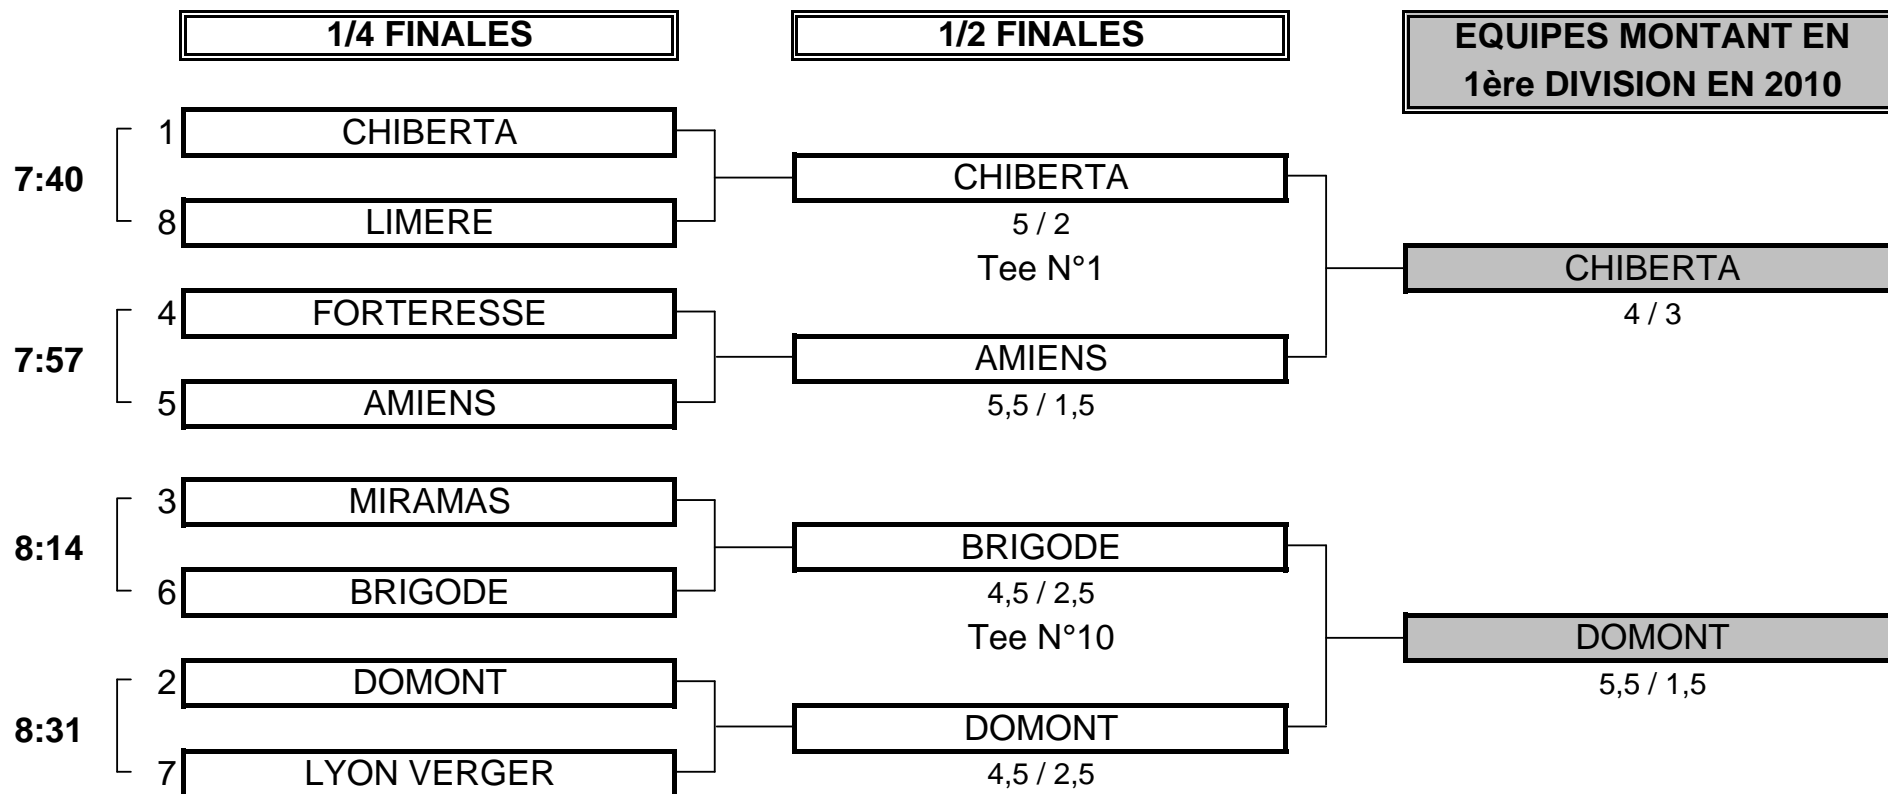 1/4 FINALES
1/2 FINALES
EQUIPES MONTANT EN
1ère DIVISION EN 2010
7:40
1 CHIBERTA
8 LIMERE
CHIBERTA
5 / 2
Tee N°1
7:57
4 FORTERESSE
5 AMIENS
AMIENS
5,5 / 1,5
CHIBERTA
4 / 3
8:14
3 MIRAMAS
6 BRIGODE
BRIGODE
4,5 / 2,5
Tee N°10
8:31
2 DOMONT
7 LYON VERGER
DOMONT
4,5 / 2,5
DOMONT
5,5 / 1,5